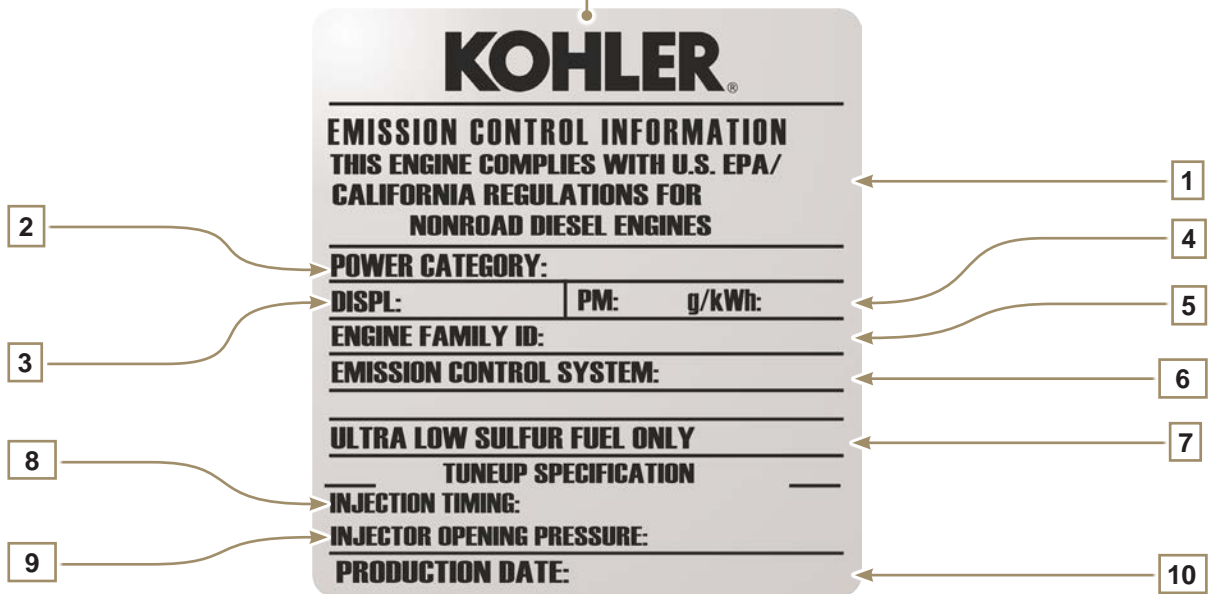 KOHLER®
EMISSION CONTROL INFORMATION
THIS ENGINE COMPLIES WITH U.S. EPA/
CALIFORNIA REGULATIONS FOR
NONROAD DIESEL ENGINES
1
2
POWER CATEGORY:
4
DISPL: PM: g/kWh:
3
5
ENGINE FAMILY ID:
EMISSION CONTROL SYSTEM:
6
ULTRA LOW SULFUR FUEL ONLY
7
TUNEUP SPECIFICATION
8
INJECTION TIMING:
9
INJECTOR OPENING PRESSURE:
PRODUCTION DATE:
10